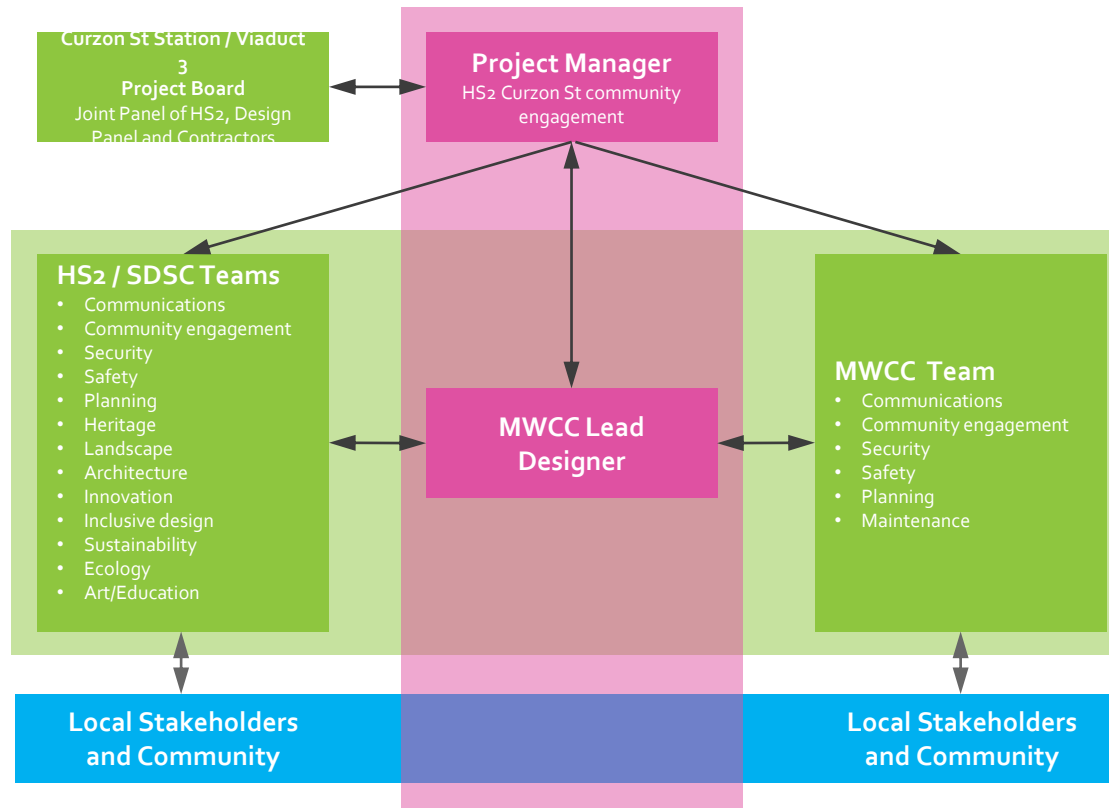 Curzon St Station / Viaduct
3
Project Board
Joint Panel of HS2, Design
Panel and Contractors
Project Manager
HS2 Curzon St community
engagement
HS2 / SDSC Teams
• Communications
• Community engagement
• Security
• Safety
• Planning
• Heritage
• Landscape
• Architecture
• Innovation
• Inclusive design
• Sustainability
• Ecology
• Art/Education
MWCC Lead
Designer
MWCC Team
• Communications
• Community engagement
• Security
• Safety
• Planning
• Maintenance
Local Stakeholders
and Community
Local Stakeholders
and Community